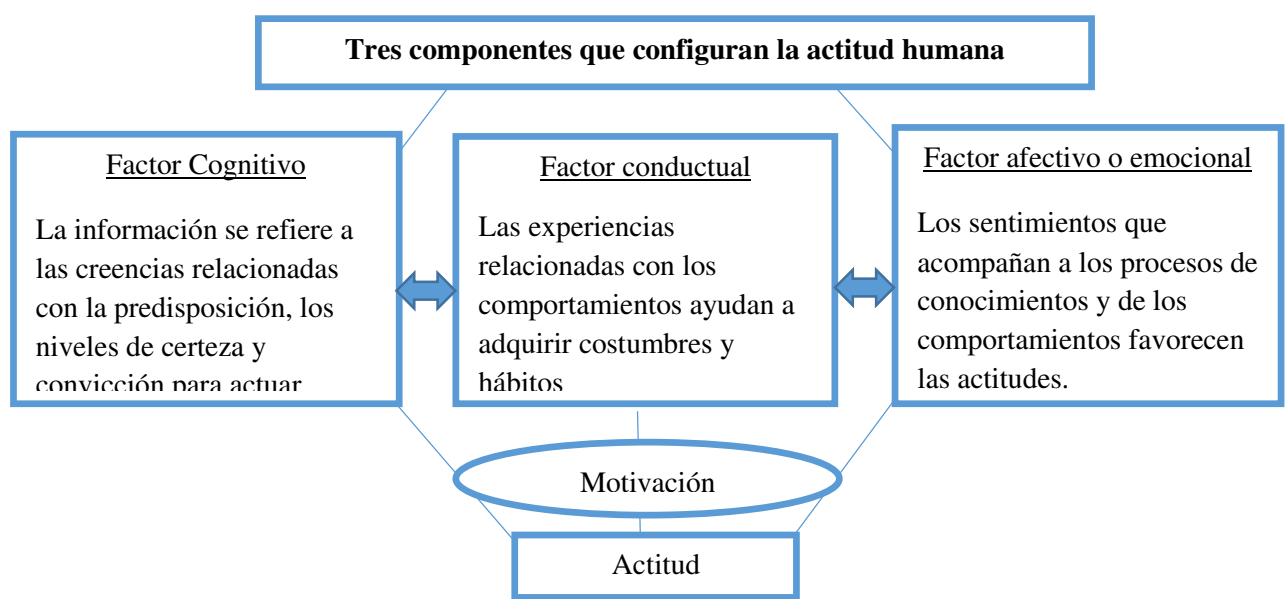 Tres componentes que configuran la actitud humana
Factor Cognitivo
La información se refiere a
las creencias relacionadas
con la predisposición, los
niveles de certeza y
convicción para actuar
Factor conductual
Las experiencias
relacionadas con los
comportamientos ayudan a
adquirir costumbres y
hábitos
Factor afectivo o emocional
Los sentimientos que
acompañan a los procesos de
conocimientos y de los
comportamientos favorecen
las actitudes.
Motivación
Actitud